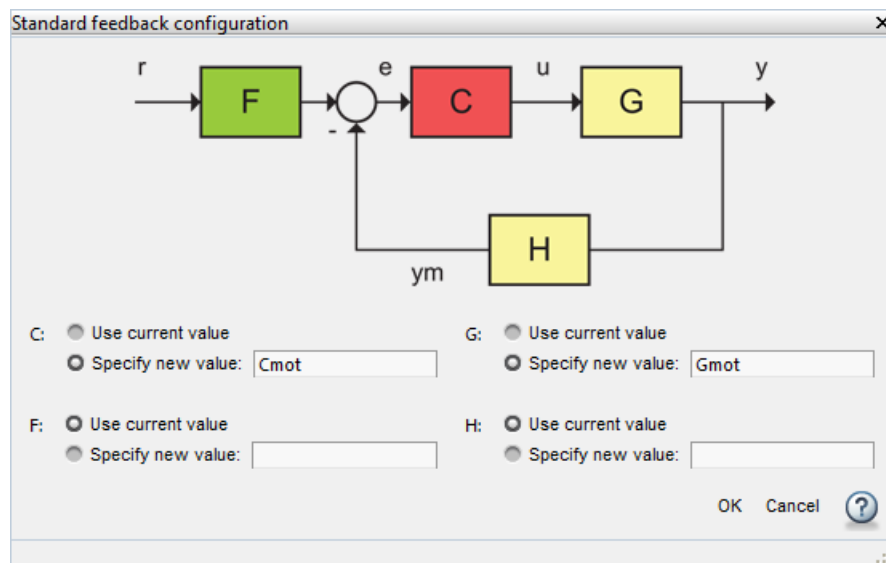 Standard feedback configuration
r
e
u
y
F
C
G
-
H
ym
C:
Use current value
G:
Use current value
Specify new value: Cmot
Specify new value: Gmot
F:
Use current value
H:
Use current value
Specify new value:
Specify new value:
OK
Cancel
?